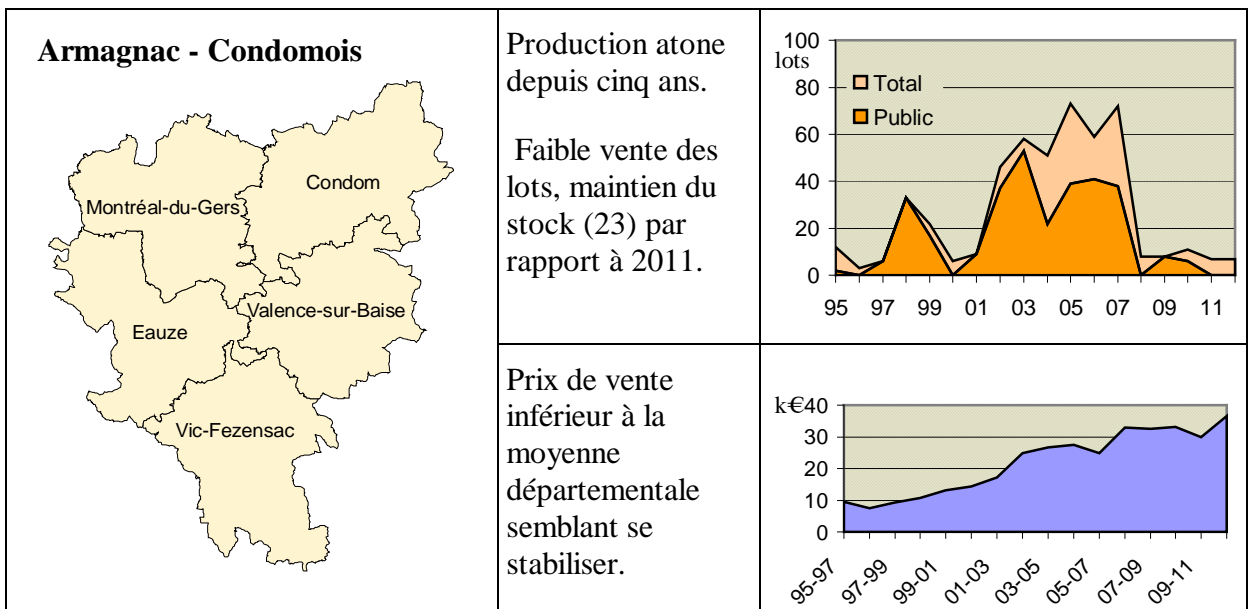 Armagnac - Condomois
Condom
Montréal-du-Gers
Valence-sur-Baise
Eauze
Vic-Fezensac
Production atone
depuis cinq ans.
Faible vente des
lots, maintien du
stock (23) par
rapport à 2011.
100
lots
80
60
40
20
0
Total
Public
95 97 99 01 03 05 07 09 11
Prix de vente
inférieur à la
moyenne
départementale
semblant se
stabiliser.
k€40
30
20
10
0
95-97 97-99 99-01 01-03 03-05 05-07 07-09 09-11